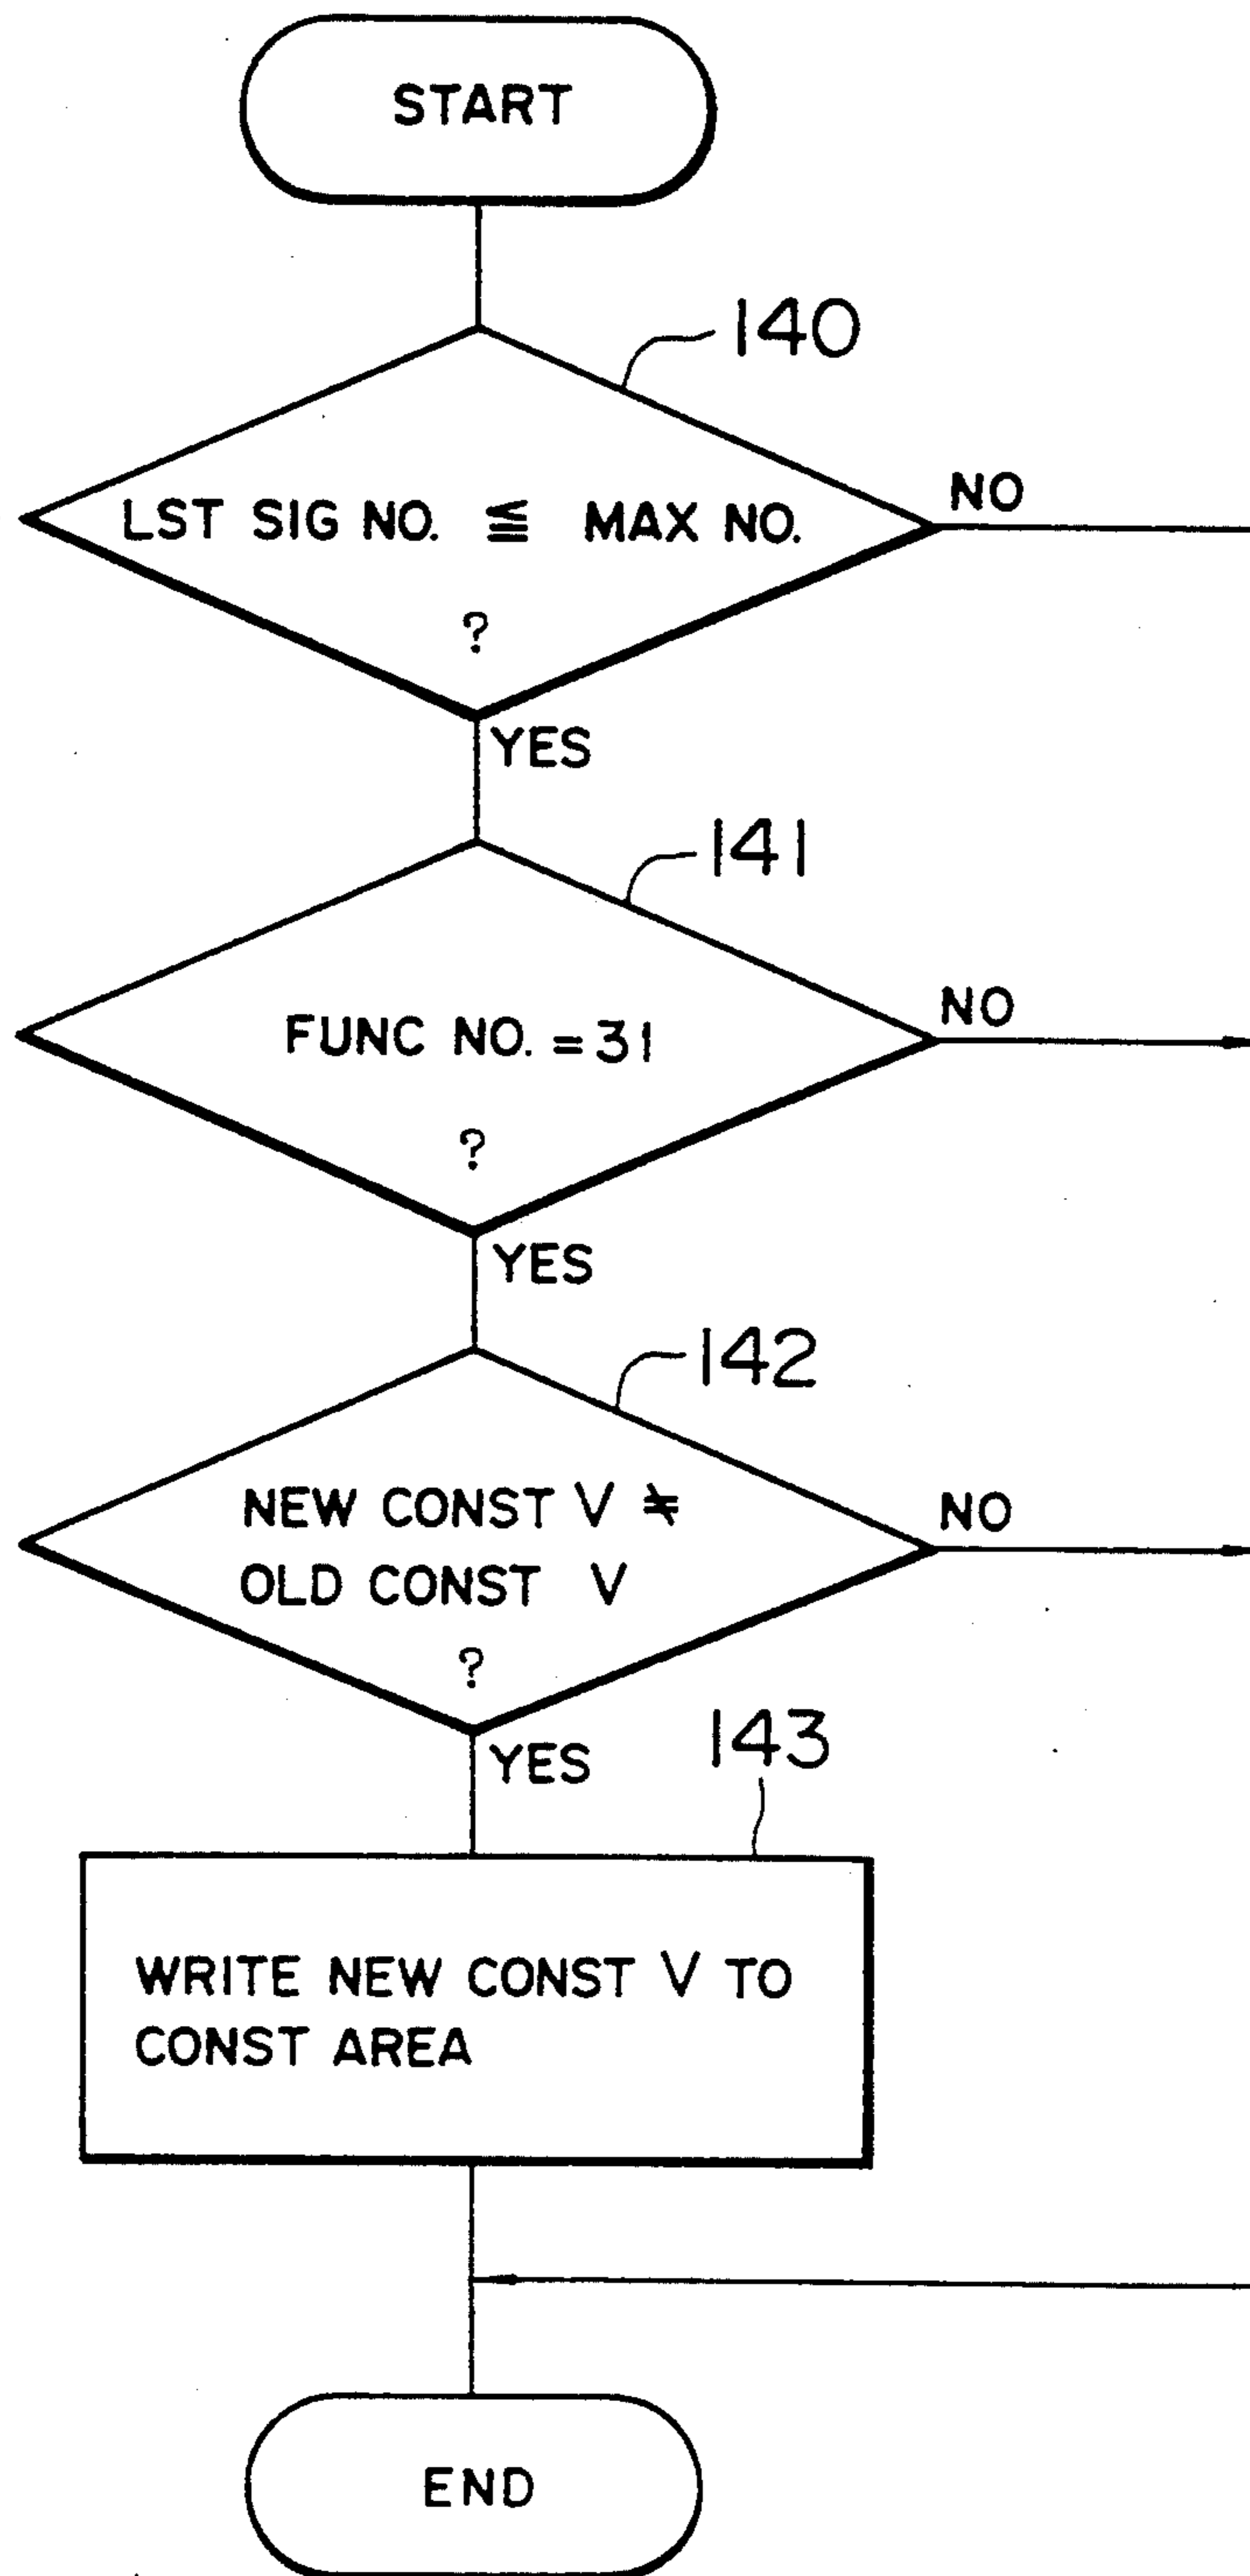 START
140
LST SIG NO. ≦ MAX NO.
?
NO
YES
141
FUNC NO. = 31
?
NO
YES
142
NEW CONST V ≠
OLD CONST V
?
NO
YES
143
WRITE NEW CONST V TO
CONST AREA
END